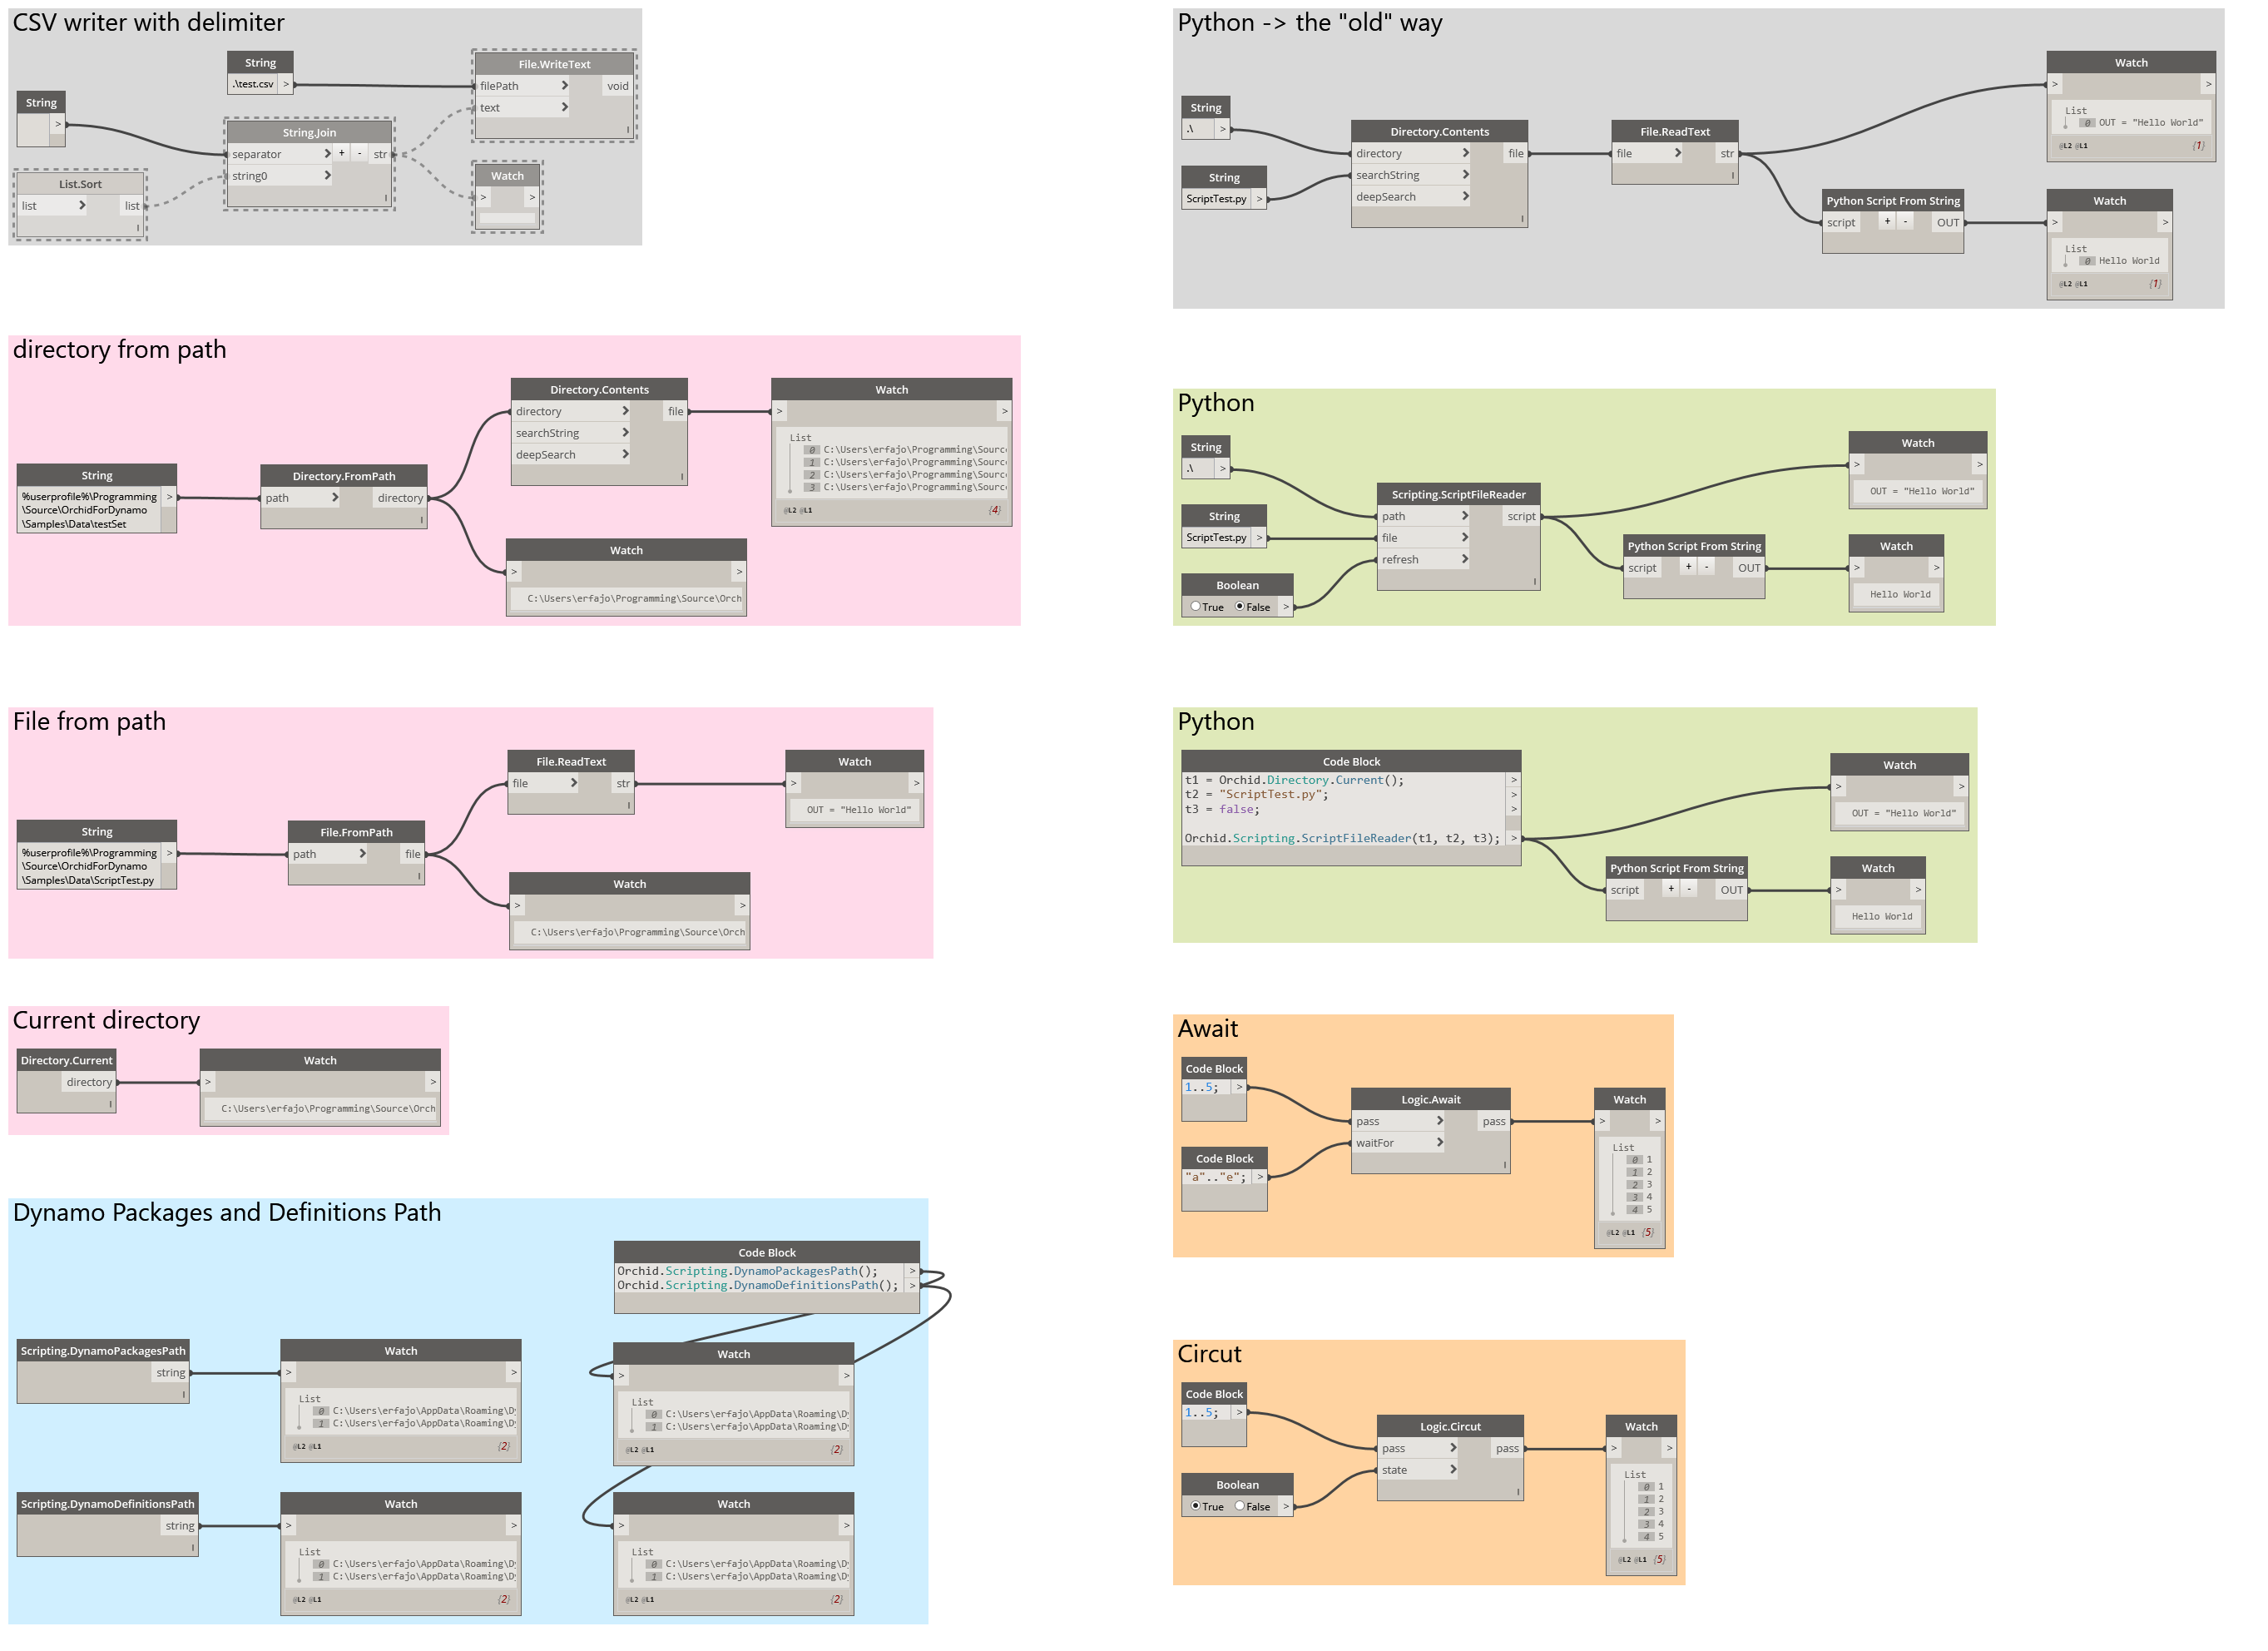 CSV writer with delimiter
String
.\test.csv >
File.WriteText
filePath > void
text >
l
String
>
String.Join
separator > + - str
string0 >
l
List.Sort
list > list
l
Watch
> >
directory from path
String
%userprofile%\Programming
\Source\OrchidForDynamo
\Samples\Data\testSet
>
Directory.FromPath
path > directory
l
Directory.Contents
directory > file
searchString >
deepSearch >
l
Watch
> >
List
0 C:\Users\erfajo\Programming\Source
1 C:\Users\erfajo\Programming\Source
2 C:\Users\erfajo\Programming\Source
3 C:\Users\erfajo\Programming\Source
@L2 @L1 {4}
Watch
> >
C:\Users\erfajo\Programming\Source\Orch
File from path
String
%userprofile%\Programming
\Source\OrchidForDynamo
\Samples\Data\ScriptTest.py
>
File.FromPath
path > file
l
File.ReadText
file > str
l
Watch
> >
OUT = "Hello World"
Watch
> >
C:\Users\erfajo\Programming\Source\Orch
Current directory
Directory.Current
directory
l
Watch
> >
C:\Users\erfajo\Programming\Source\Orch
Dynamo Packages and Definitions Path
Code Block
Orchid.Scripting.DynamoPackagesPath(); >
Orchid.Scripting.DynamoDefinitionsPath(); >
Scripting.DynamoPackagesPath
string
l
Watch
> >
List
0 C:\Users\erfajo\AppData\Roaming\Dy
1 C:\Users\erfajo\AppData\Roaming\Dy
@L2 @L1 {2}
Watch
> >
List
0 C:\Users\erfajo\AppData\Roaming\Dy
1 C:\Users\erfajo\AppData\Roaming\Dy
@L2 @L1 {2}
Scripting.DynamoDefinitionsPath
string
l
Watch
> >
List
0 C:\Users\erfajo\AppData\Roaming\Dy
1 C:\Users\erfajo\AppData\Roaming\Dy
@L2 @L1 {2}
Watch
> >
List
0 C:\Users\erfajo\AppData\Roaming\Dy
1 C:\Users\erfajo\AppData\Roaming\Dy
@L2 @L1 {2}
Python -> the "old" way
String
.\ >
String
ScriptTest.py >
Directory.Contents
directory > file
searchString >
deepSearch >
l
File.ReadText
file > str
l
Watch
> >
List
0 OUT = "Hello World"
@L2 @L1 {1}
Python Script From String
script + - OUT
Watch
> >
List
0 Hello World
@L2 @L1 {1}
Python
String
.\ >
String
ScriptTest.py >
Boolean
True False >
Scripting.ScriptFileReader
path > script
file >
refresh >
l
Watch
> >
OUT = "Hello World"
Python Script From String
script + - OUT
Watch
> >
Hello World
Python
Code Block
t1 = Orchid.Directory.Current(); >
t2 = "ScriptTest.py"; >
t3 = false; >
Orchid.Scripting.ScriptFileReader(t1, t2, t3); >
Watch
> >
OUT = "Hello World"
Python Script From String
script + - OUT
Watch
> >
Hello World
Await
Code Block
1..5; >
Code Block
"a".."e"; >
Logic.Await
pass > pass
waitFor >
l
Watch
> >
List
0 1
1 2
2 3
3 4
4 5
@L2 @L1 {5}
Circut
Code Block
1..5; >
Boolean
True False >
Logic.Circut
pass > pass
state >
l
Watch
> >
List
0 1
1 2
2 3
3 4
4 5
@L2 @L1 {5}